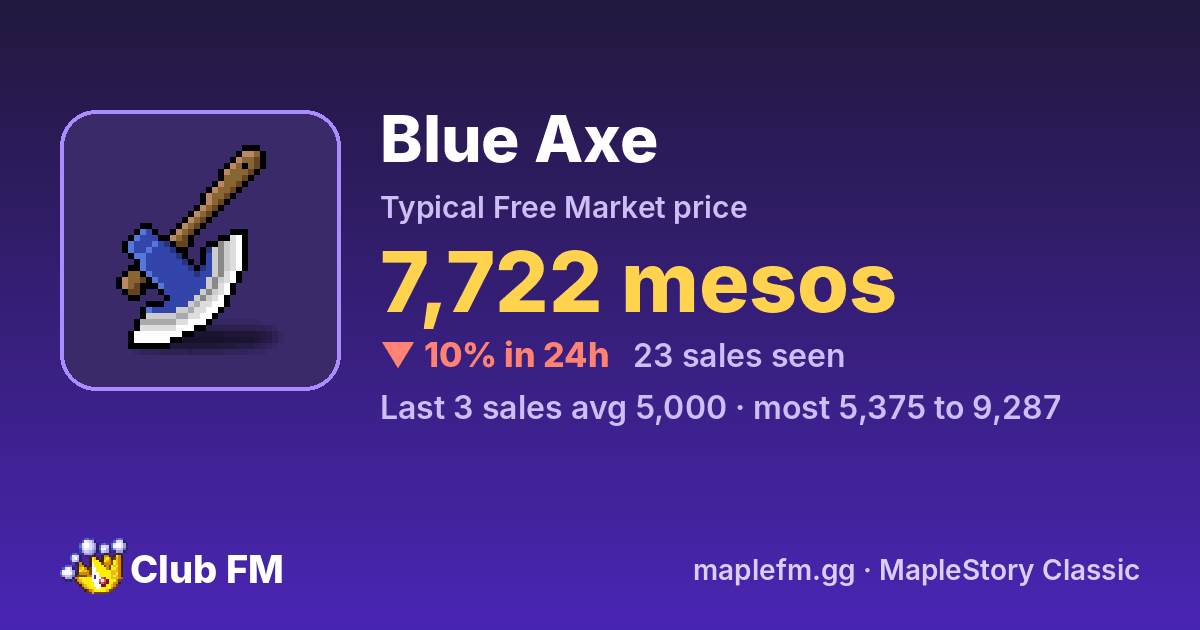 Blue Axe
Typical Free Market price
7,722 mesos
▼ 10% in 24h 23 sales seen
Last 3 sales avg 5,000 · most 5,375 to 9,287
Club FM
maplefm.gg · MapleStory Classic